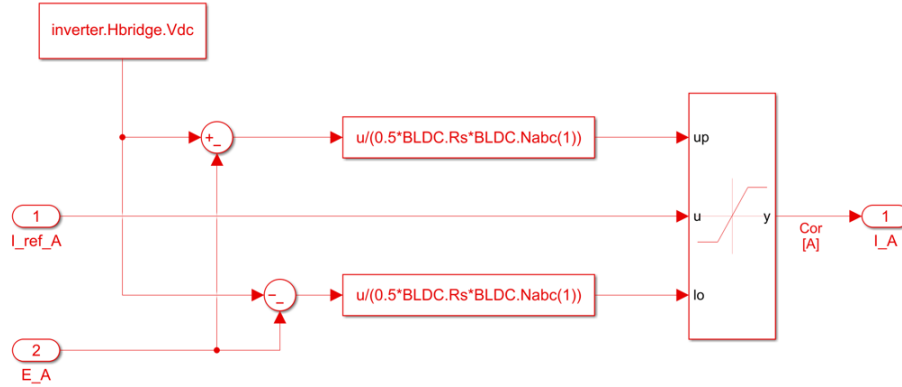 inverter.Hbridge.Vdc
+
_
u/(0.5*BLDC.Rs*BLDC.Nabc(1))
up
1
I_ref_A
u
y
Cor
[A]
1
I_A
_
_
u/(0.5*BLDC.Rs*BLDC.Nabc(1))
lo
2
E_A